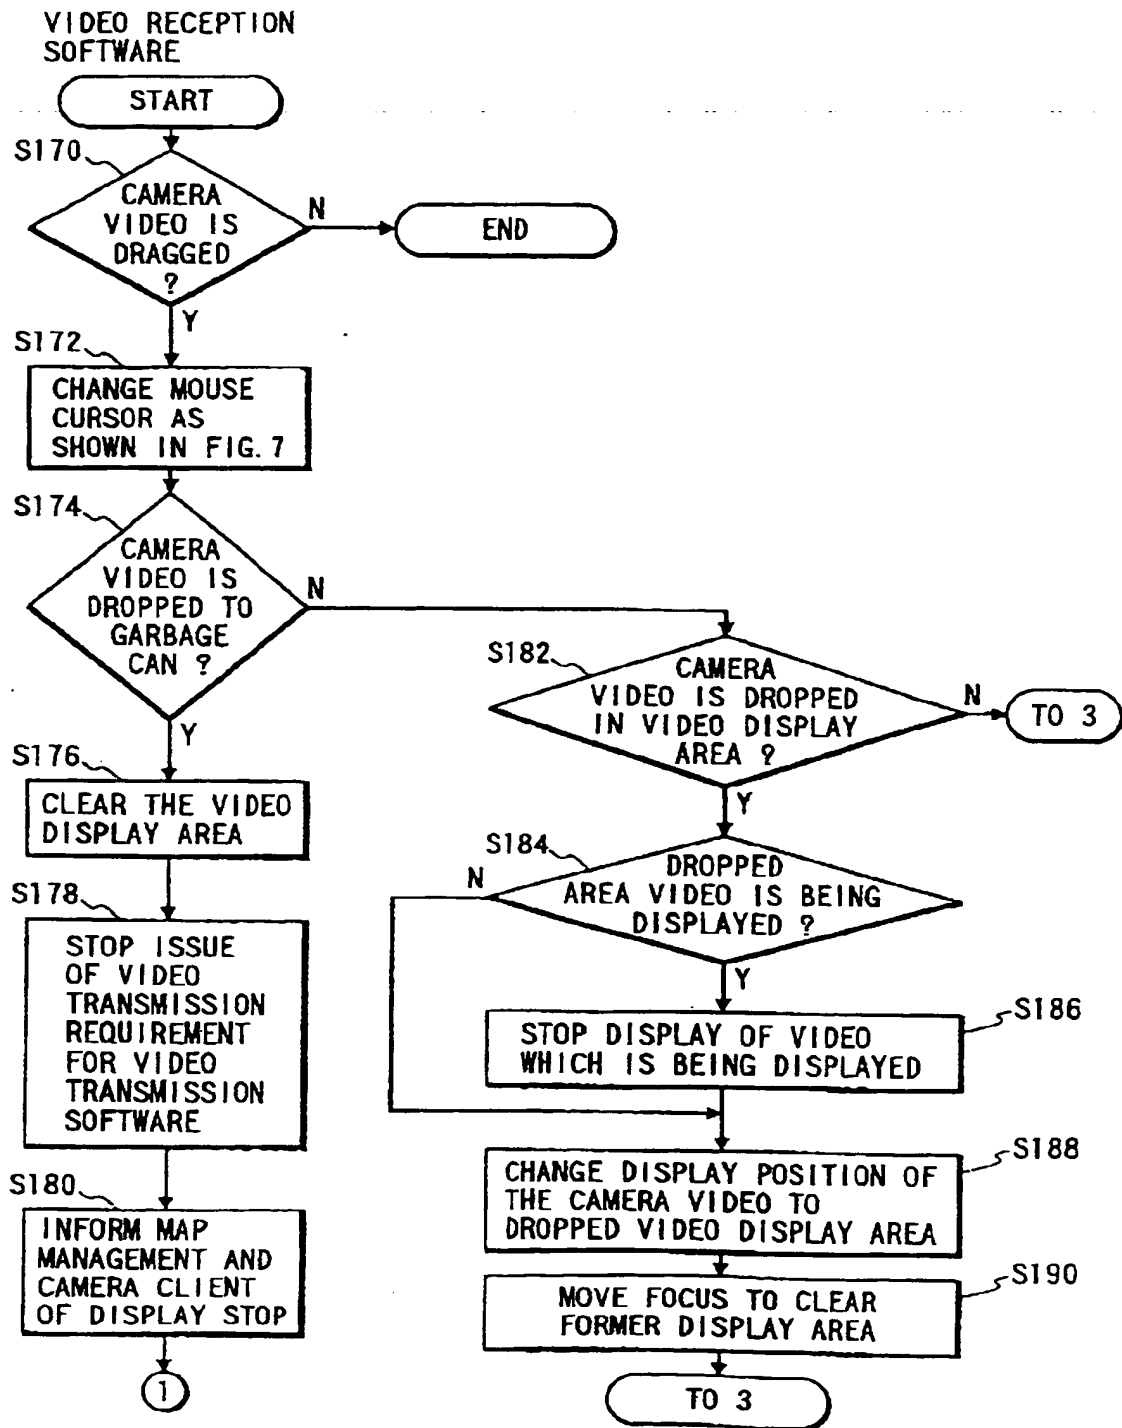 VIDEO RECEPTION
SOFTWARE
START
S170
CAMERA
VIDEO IS
DRAGGED
?
N
END
Y
S172
CHANGE MOUSE
CURSOR AS
SHOWN IN FIG. 7
S174
CAMERA
VIDEO IS
DROPPED TO
GARBAGE
CAN ?
N
Y
S176
CLEAR THE VIDEO
DISPLAY AREA
S178
STOP ISSUE
OF VIDEO
TRANSMISSION
REQUIREMENT
FOR VIDEO
TRANSMISSION
SOFTWARE
S180
INFORM MAP
MANAGEMENT AND
CAMERA CLIENT
OF DISPLAY STOP
1
S182
CAMERA
VIDEO IS DROPPED
IN VIDEO DISPLAY
AREA ?
N
TO 3
Y
S184
DROPPED
AREA VIDEO IS BEING
DISPLAYED ?
N
Y
S186
STOP DISPLAY OF VIDEO
WHICH IS BEING DISPLAYED
S188
CHANGE DISPLAY POSITION OF
THE CAMERA VIDEO TO
DROPPED VIDEO DISPLAY AREA
S190
MOVE FOCUS TO CLEAR
FORMER DISPLAY AREA
TO 3